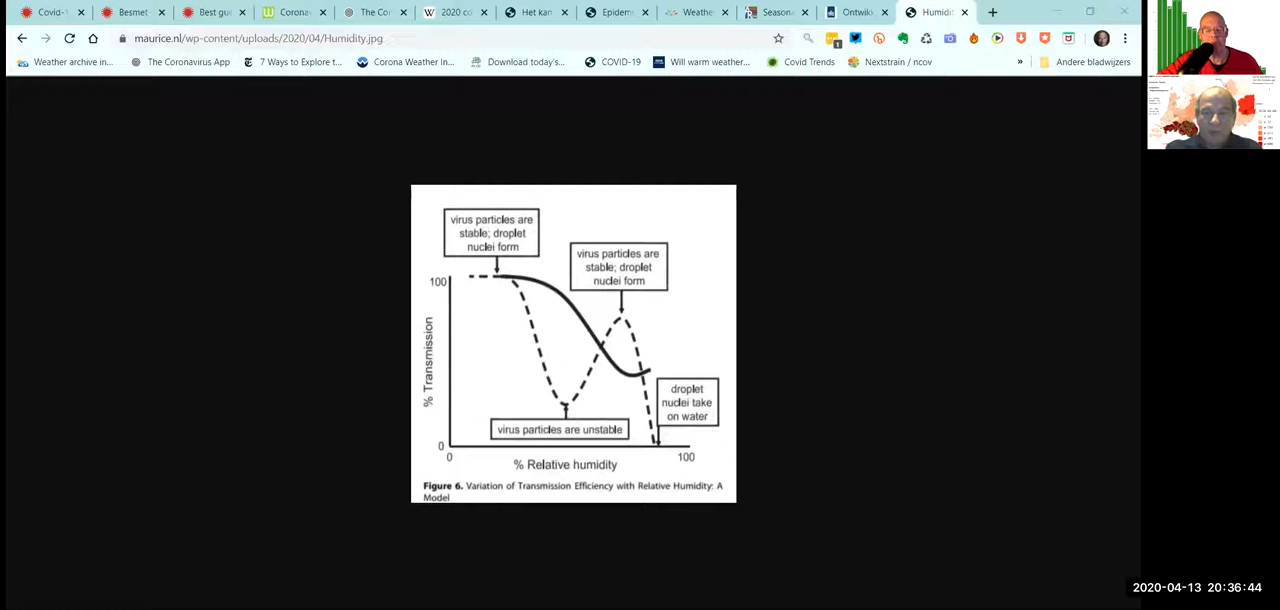 Covid-
Besmet
Best gu
Corona
The Co
2020 co
Het kan
Epidem
Weathe
Season
Ontwik
Humidit
maurice.nl/wp-content/uploads/2020/04/Humidity.jpg
1
Weather archive in...
The Coronavirus App
7 Ways to Explore t...
Corona Weather In...
Download today's...
COVID-19
Will warm weather...
Covid Trends
Nextstrain / ncov
»
Andere bladwijzers
virus particles are
stable; droplet
nuclei form
virus particles are
stable; droplet
nuclei form
100
% Transmission
droplet
nuclei take
on water
virus particles are unstable
0
0
100
% Relative humidity
Figure 6. Variation of Transmission Efficiency with Relative Humidity: A
Model
2020-04-13 20:36:44